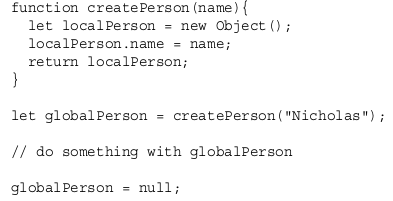 function createPerson(name){
  let localPerson = new Object();
  localPerson.name = name;
  return localPerson;
}

let globalPerson = createPerson("Nicholas");

// do something with globalPerson

globalPerson = null;